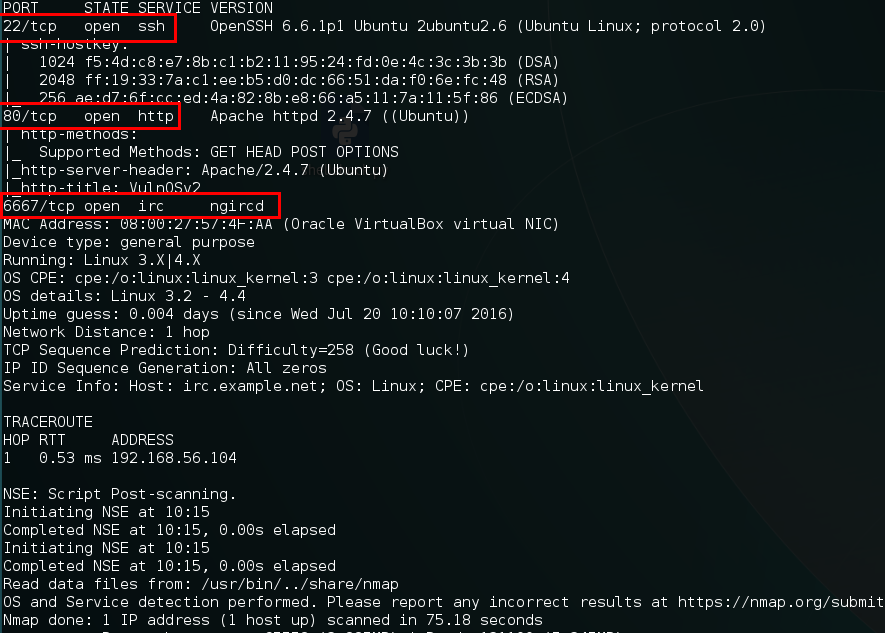 PORT STATE SERVICE VERSION
22/tcp open ssh OpenSSH 6.6.1p1 Ubuntu 2ubuntu2.6 (Ubuntu Linux; protocol 2.0)
| ssh-hostkey:
| 1024 f5:4d:c8:e7:8b:c1:b2:11:95:24:fd:0e:4c:3c:3b:3b (DSA)
| 2048 ff:19:33:7a:c1:ee:b5:d0:dc:66:51:da:f0:6e:fc:48 (RSA)
|_ 256 ae:d7:6f:cc:ed:4a:82:8b:e8:66:a5:11:7a:11:5f:86 (ECDSA)
80/tcp open http Apache httpd 2.4.7 ((Ubuntu))
| http-methods:
|_ Supported Methods: GET HEAD POST OPTIONS
|_http-server-header: Apache/2.4.7 (Ubuntu)
|_http-title: VulnOSv2
6667/tcp open irc ngircd
MAC Address: 08:00:27:57:4F:AA (Oracle VirtualBox virtual NIC)
Device type: general purpose
Running: Linux 3.X|4.X
OS CPE: cpe:/o:linux:linux_kernel:3 cpe:/o:linux:linux_kernel:4
OS details: Linux 3.2 - 4.4
Uptime guess: 0.004 days (since Wed Jul 20 10:10:07 2016)
Network Distance: 1 hop
TCP Sequence Prediction: Difficulty=258 (Good luck!)
IP ID Sequence Generation: All zeros
Service Info: Host: irc.example.net; OS: Linux; CPE: cpe:/o:linux:linux_kernel
TRACEROUTE
HOP RTT ADDRESS
1 0.53 ms 192.168.56.104
NSE: Script Post-scanning.
Initiating NSE at 10:15
Completed NSE at 10:15, 0.00s elapsed
Initiating NSE at 10:15
Completed NSE at 10:15, 0.00s elapsed
Read data files from: /usr/bin/../share/nmap
OS and Service detection performed. Please report any incorrect results at https://nmap.org/submit
Nmap done: 1 IP address (1 host up) scanned in 75.18 seconds